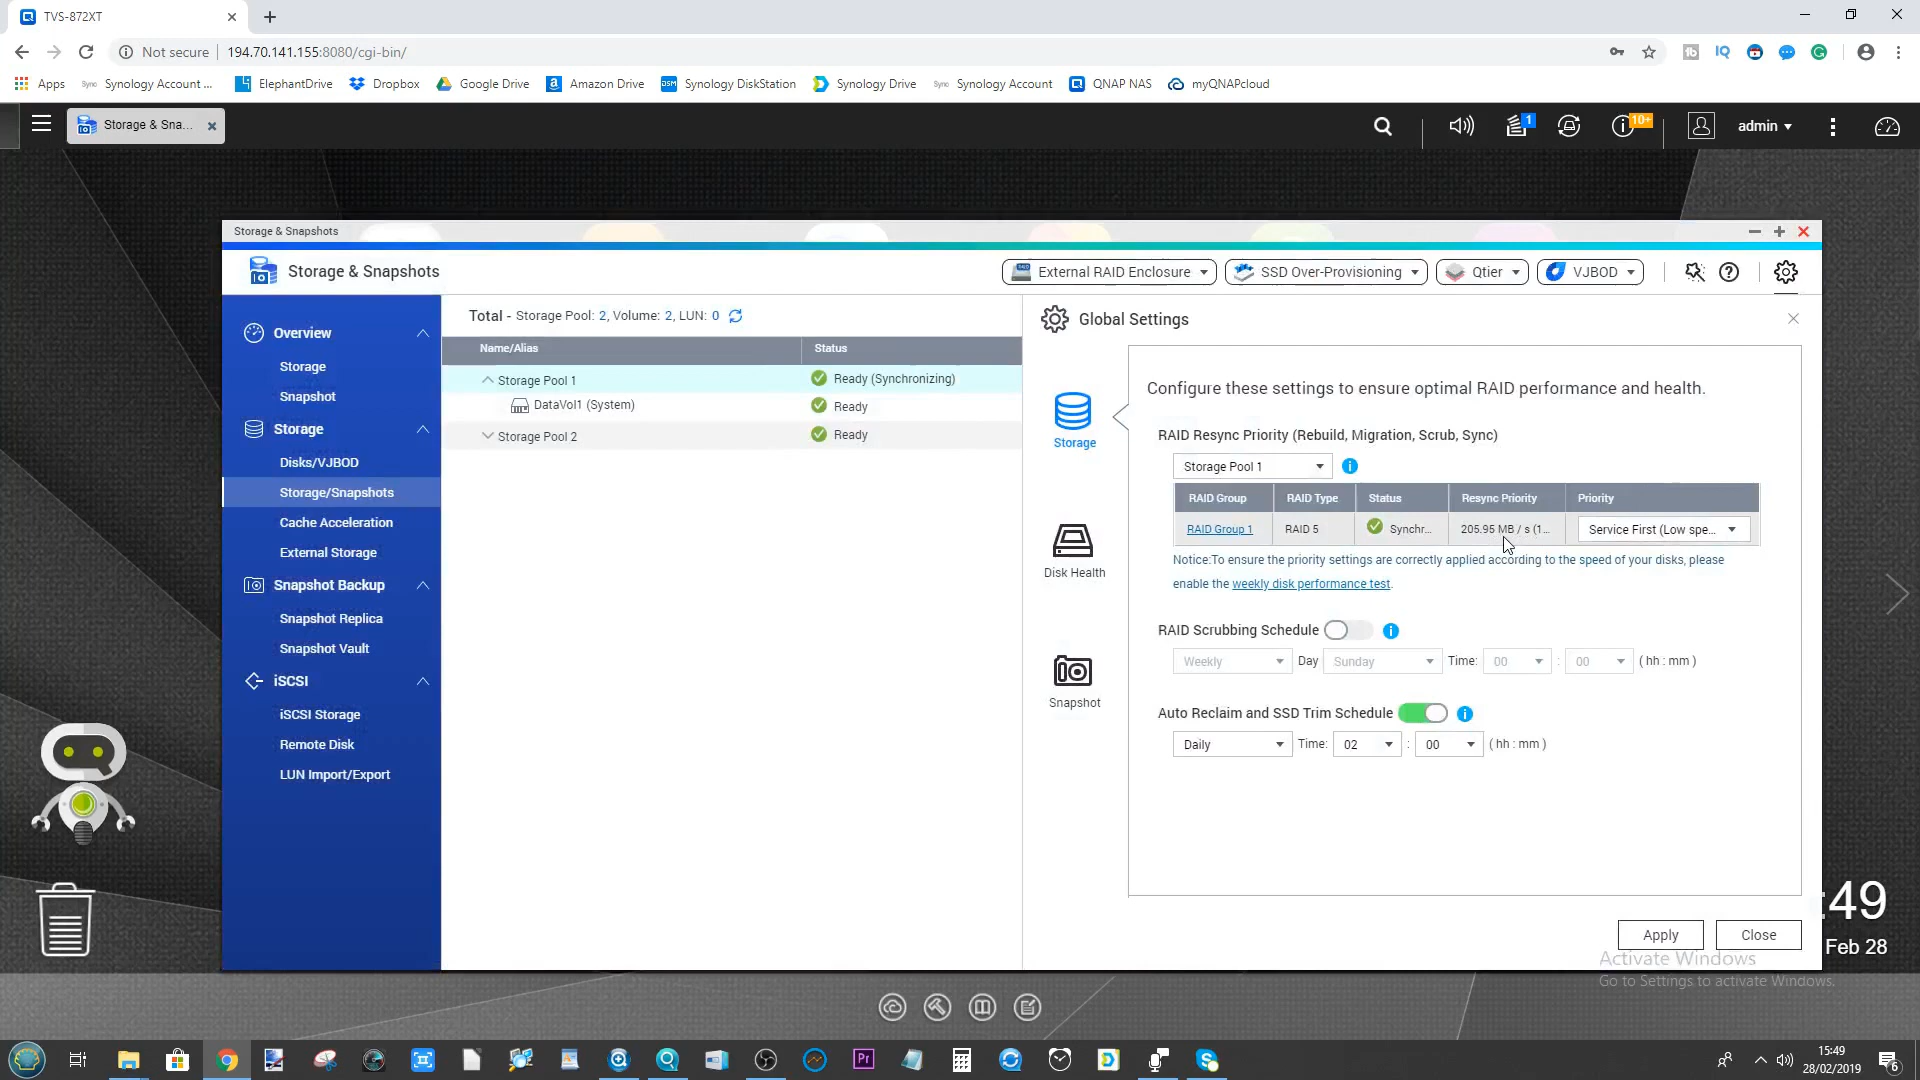 TVS-872XT
Not secure 194.70.141.155:8080/cgi-bin/
Apps Synology Account ... ElephantDrive Dropbox Google Drive Amazon Drive Synology DiskStation Synology Drive Synology Account QNAP NAS myQNAPcloud
Storage & Sna...
1
10+
admin
Storage & Snapshots
Storage & Snapshots
External RAID Enclosure
SSD Over-Provisioning
Qtier
VJBOD
Overview
Storage
Snapshot
Storage
Disks/VJBOD
Storage/Snapshots
Cache Acceleration
External Storage
Snapshot Backup
Snapshot Replica
Snapshot Vault
iSCSI
iSCSI Storage
Remote Disk
LUN Import/Export
Total - Storage Pool: 2, Volume: 2, LUN: 0
Name/Alias Status
Storage Pool 1 Ready (Synchronizing)
DataVol1 (System) Ready
Storage Pool 2 Ready
Global Settings
Storage
Disk Health
Snapshot
Configure these settings to ensure optimal RAID performance and health.
RAID Resync Priority (Rebuild, Migration, Scrub, Sync)
Storage Pool 1
RAID Group RAID Type Status Resync Priority Priority
RAID Group 1 RAID 5 Synchr... 205.95 MB / s (1... Service First (Low spe...
Notice:To ensure the priority settings are correctly applied according to the speed of your disks, please
enable the weekly disk performance test.
RAID Scrubbing Schedule
Weekly Day Sunday Time: 00 : 00 ( hh : mm )
Auto Reclaim and SSD Trim Schedule
Daily Time: 02 : 00 ( hh : mm )
Apply
Close
:49
Feb 28
Activate Windows
Go to Settings to activate Windows.
15:49
28/02/2019
6